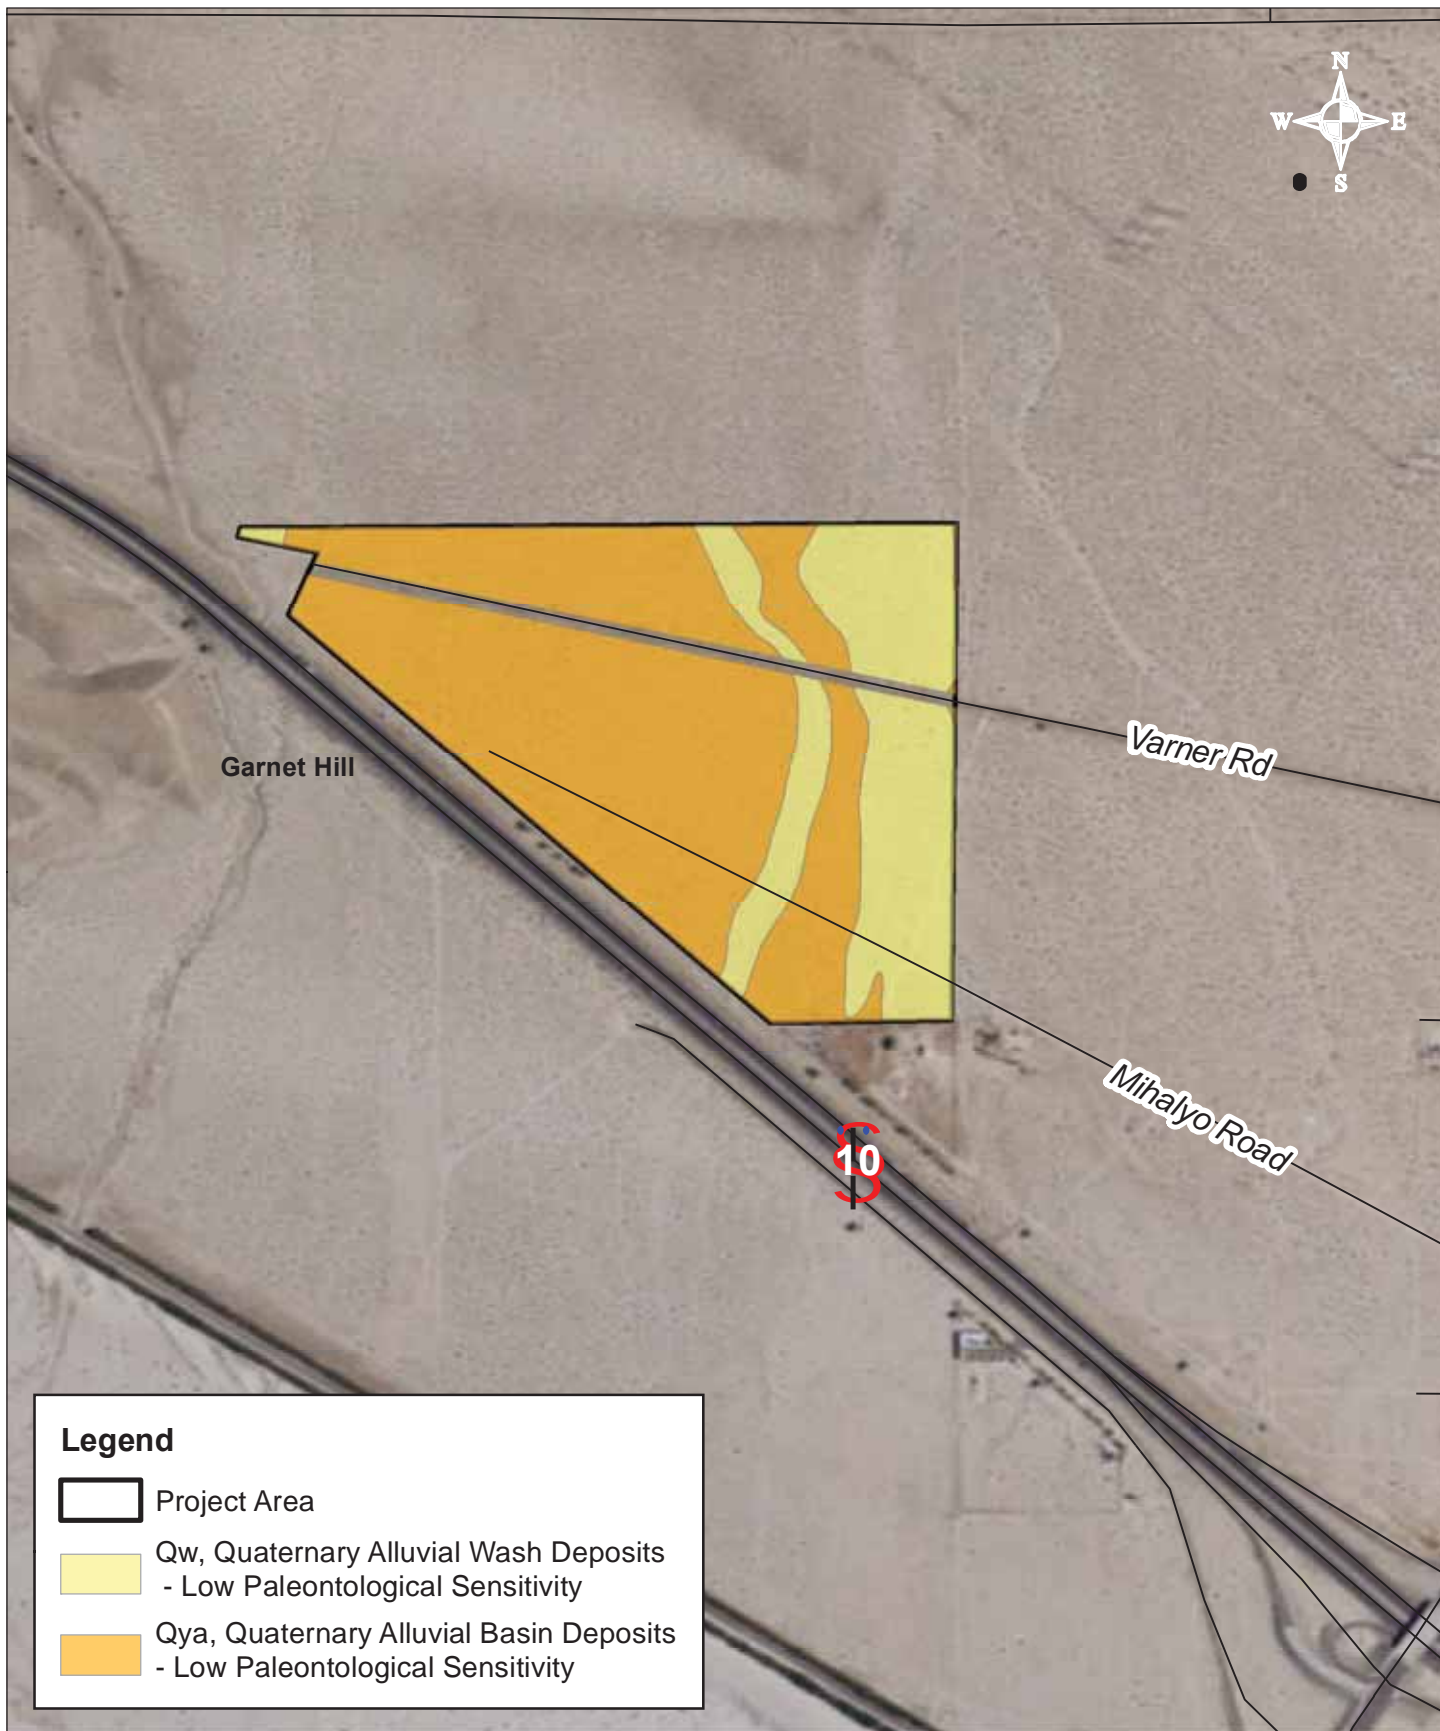 N
W E
S
Varner Rd
Garnet Hill
Mihalyo Road
10
Legend
Project Area
Qw, Quaternary Alluvial Wash Deposits
- Low Paleontological Sensitivity
Qya, Quaternary Alluvial Basin Deposits
- Low Paleontological Sensitivity